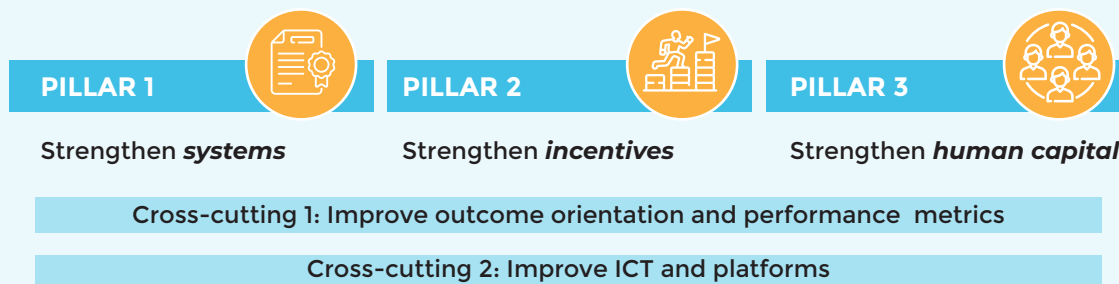 PILLAR 1
PILLAR 2
PILLAR 3
Strengthen systems
Strengthen incentives
Strengthen human capital
Cross-cutting 1: Improve outcome orientation and performance metrics
Cross-cutting 2: Improve ICT and platforms